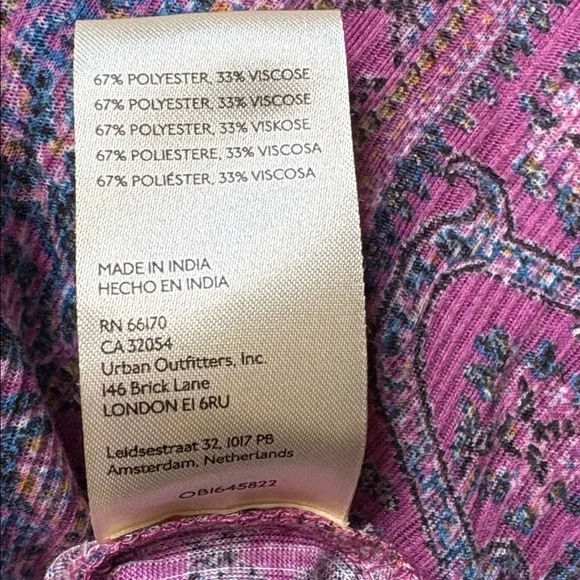 67% POLYESTER, 33% VISCOSE
67% POLYESTER, 33% VISCOSE
67% POLYESTER, 33% VISKOSE
67% POLIESTERE, 33% VISCOSA
67% POLIÉSTER, 33% VISCOSA
MADE IN INDIA
HECHO EN INDIA
RN 66170
CA 32054
Urban Outfitters, Inc.
146 Brick Lane
LONDON E1 6RU
Leidsestraat 32, 1017 PB
Amsterdam, Netherlands
OB1645822